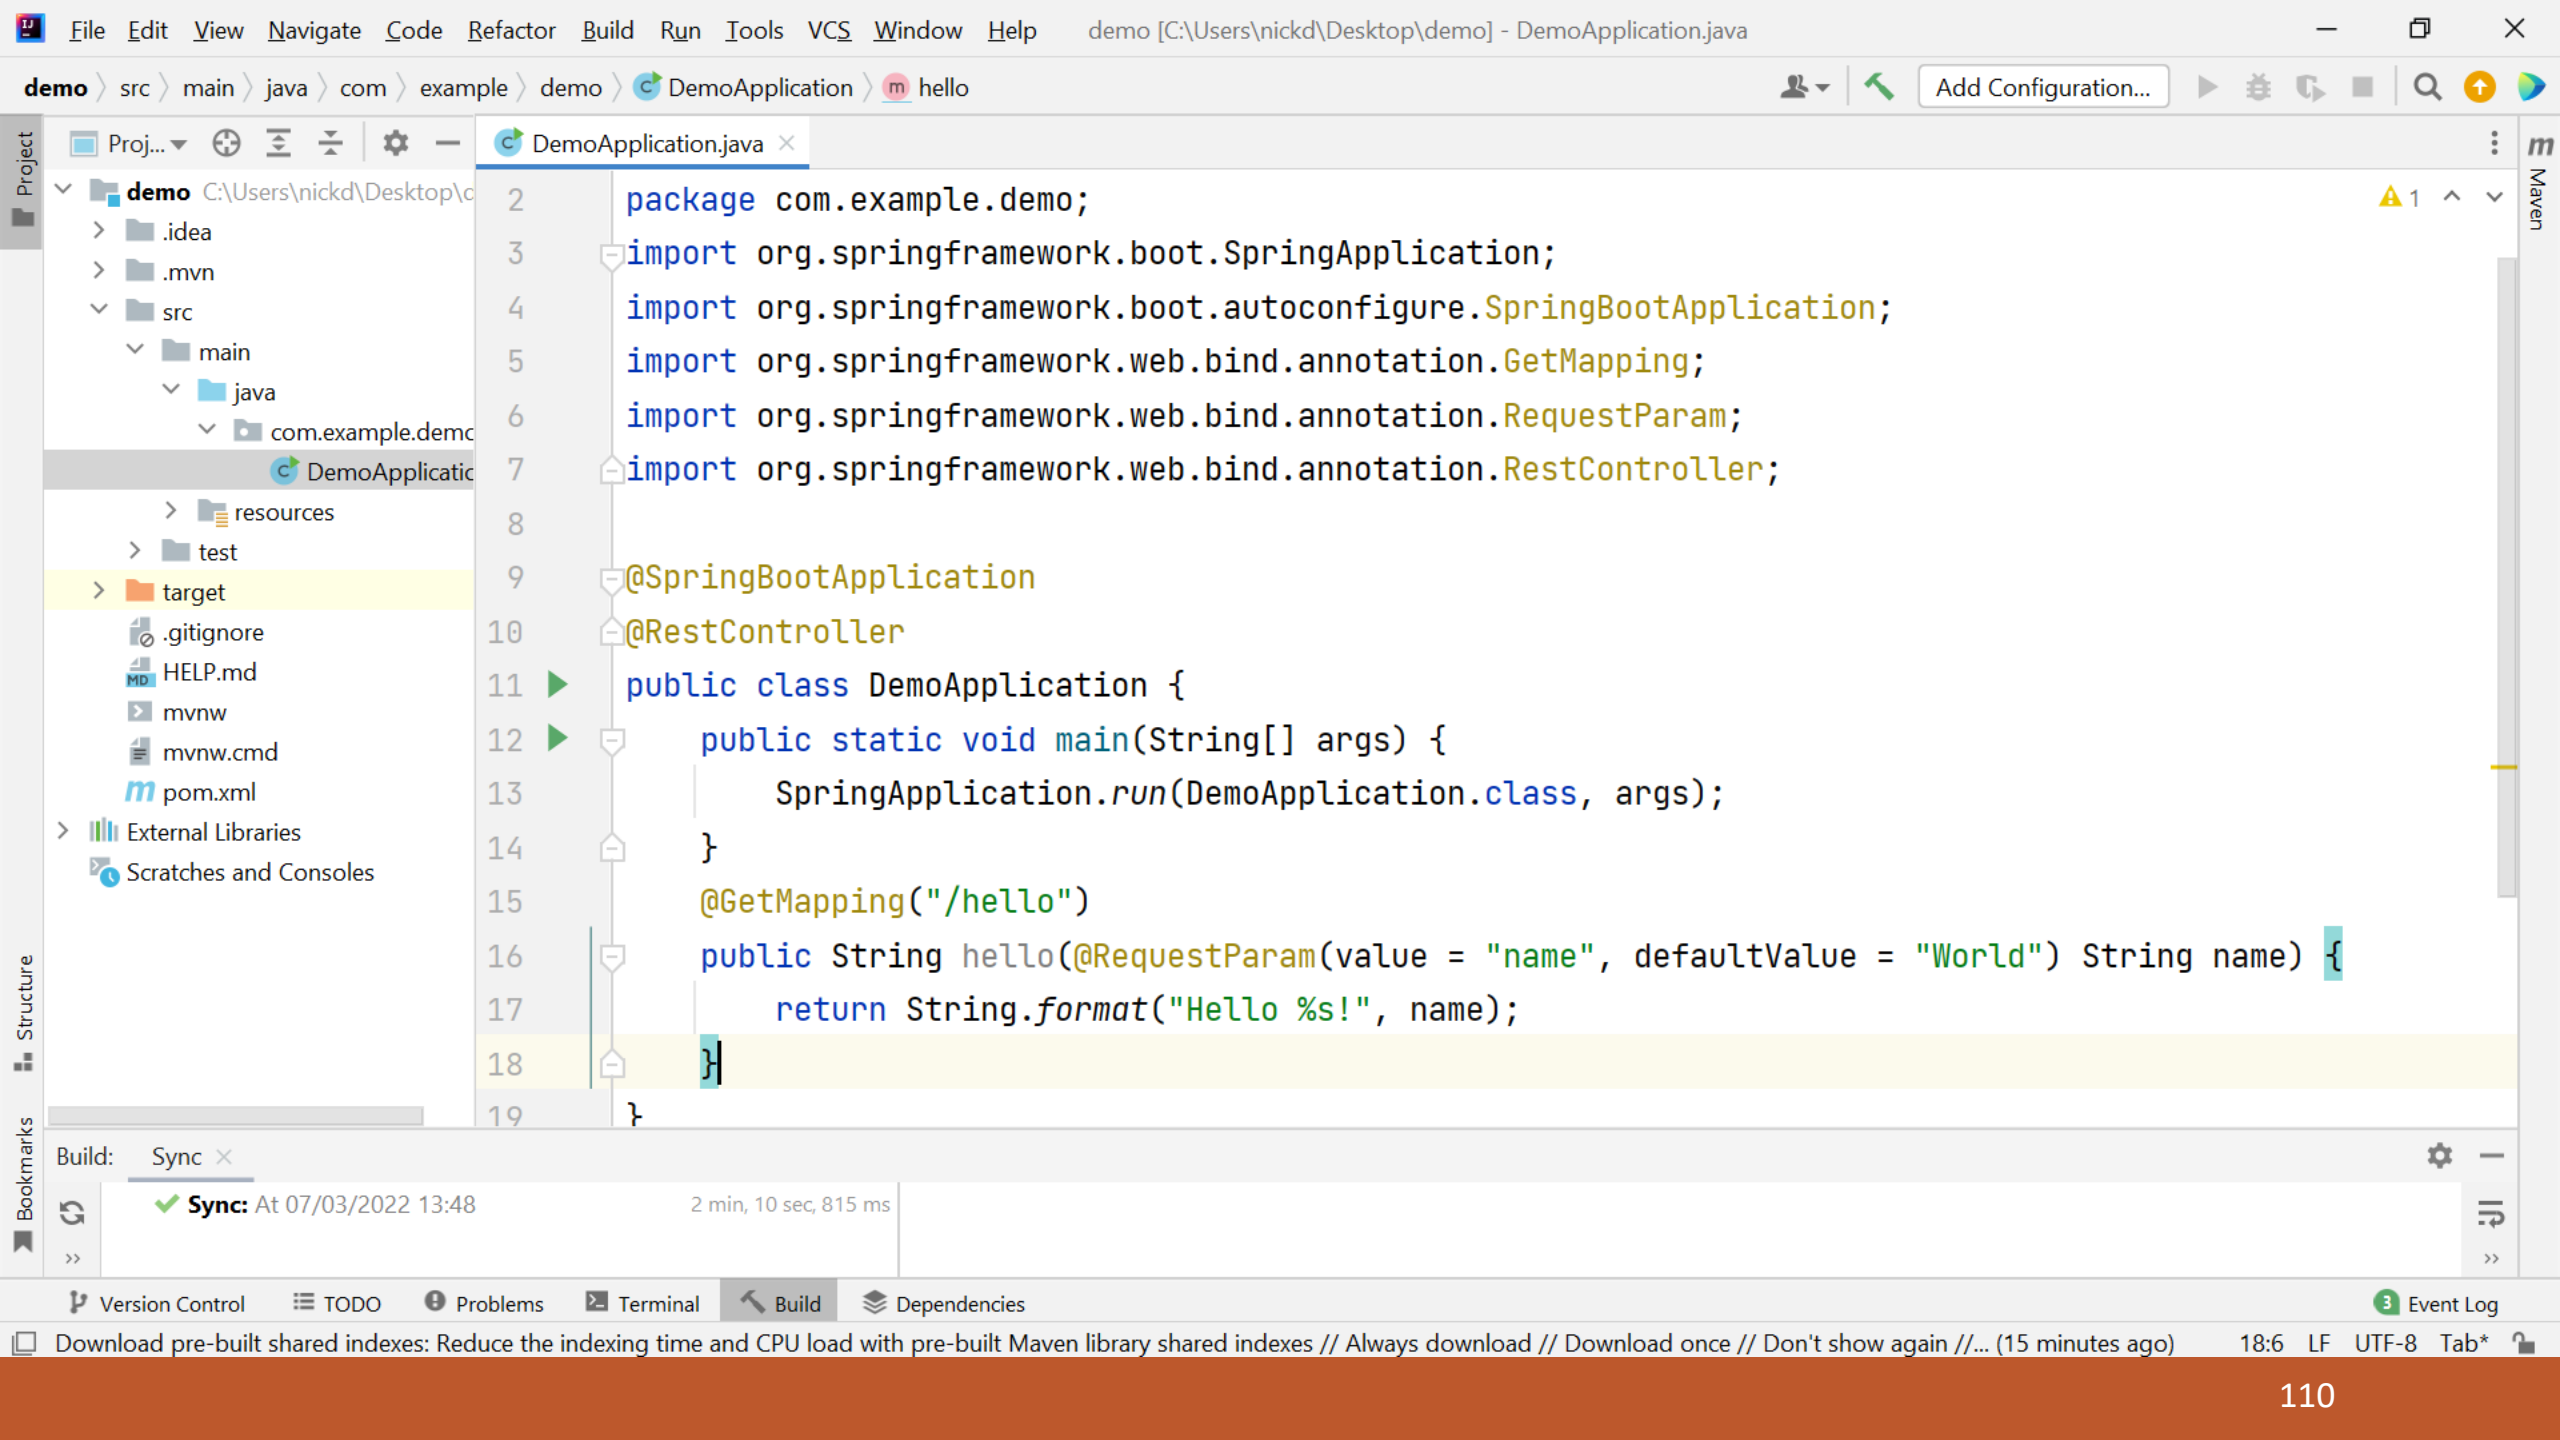 File Edit View Navigate Code Refactor Build Run Tools VCS Window Help demo [C:\Users\nickd\Desktop\demo] - DemoApplication.java
demo src main java com example demo DemoApplication hello Add Configuration...
Project
Proj...
DemoApplication.java
Maven
demo C:\Users\nickd\Desktop\
.idea
.mvn
src
main
java
com.example.demo
DemoApplicatic
resources
test
target
.gitignore
HELP.md
mvnw
mvnw.cmd
pom.xml
External Libraries
Scratches and Consoles
1
2 package com.example.demo;
3 import org.springframework.boot.SpringApplication;
4 import org.springframework.boot.autoconfigure.SpringBootApplication;
5 import org.springframework.web.bind.annotation.GetMapping;
6 import org.springframework.web.bind.annotation.RequestParam;
7 import org.springframework.web.bind.annotation.RestController;
8
9 @SpringBootApplication
10 @RestController
11 public class DemoApplication {
12 public static void main(String[] args) {
13 SpringApplication.run(DemoApplication.class, args);
14 }
15 @GetMapping("/hello")
16 public String hello(@RequestParam(value = "name", defaultValue = "World") String name) {
17 return String.format("Hello %s!", name);
18 }
19 }
Structure
Bookmarks
Build: Sync
Sync: At 07/03/2022 13:48 2 min, 10 sec, 815 ms
Version Control TODO Problems Terminal Build Dependencies 3 Event Log
Download pre-built shared indexes: Reduce the indexing time and CPU load with pre-built Maven library shared indexes // Always download // Download once // Don't show again //... (15 minutes ago) 18:6 LF UTF-8 Tab*
110